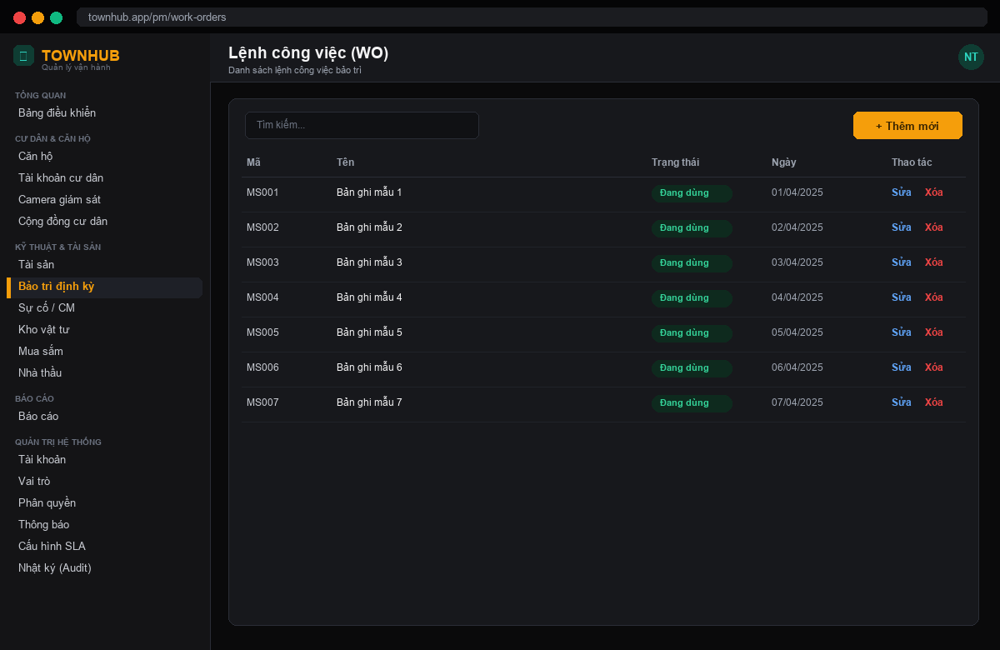 townhub.app/pm/work-orders
TOWNHUB
Quản lý vận hành
TỔNG QUAN
Bảng điều khiển
CƯ DÂN & CĂN HỘ
Căn hộ
Tài khoản cư dân
Camera giám sát
Cộng đồng cư dân
KỸ THUẬT & TÀI SẢN
Tài sản
Bảo trì định kỳ
Sự cố / CM
Kho vật tư
Mua sắm
Nhà thầu
BÁO CÁO
Báo cáo
QUẢN TRỊ HỆ THỐNG
Tài khoản
Vai trò
Phân quyền
Thông báo
Cấu hình SLA
Nhật ký (Audit)
Lệnh công việc (WO)
Danh sách lệnh công việc bảo trì
NT
Tìm kiếm...
+ Thêm mới
Mã Tên Trạng thái Ngày Thao tác
MS001 Bản ghi mẫu 1 Đang dùng 01/04/2025 Sửa Xóa
MS002 Bản ghi mẫu 2 Đang dùng 02/04/2025 Sửa Xóa
MS003 Bản ghi mẫu 3 Đang dùng 03/04/2025 Sửa Xóa
MS004 Bản ghi mẫu 4 Đang dùng 04/04/2025 Sửa Xóa
MS005 Bản ghi mẫu 5 Đang dùng 05/04/2025 Sửa Xóa
MS006 Bản ghi mẫu 6 Đang dùng 06/04/2025 Sửa Xóa
MS007 Bản ghi mẫu 7 Đang dùng 07/04/2025 Sửa Xóa